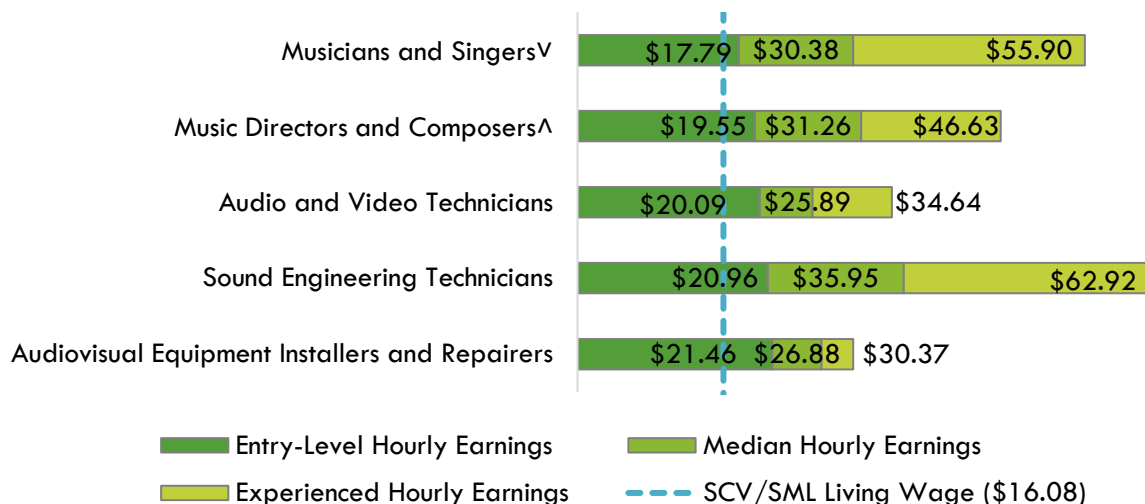 Musicians and Singersv $17.79 $30.38 $55.90
Music Directors and Composers^ $19.55 $31.26 $46.63
Audio and Video Technicians $20.09 $25.89 $34.64
Sound Engineering Technicians $20.96 $35.95 $62.92
Audiovisual Equipment Installers and Repairers $21.46 $26.88 $30.37
Entry-Level Hourly Earnings Median Hourly Earnings
Experienced Hourly Earnings SCV/SML Living Wage ($16.08)